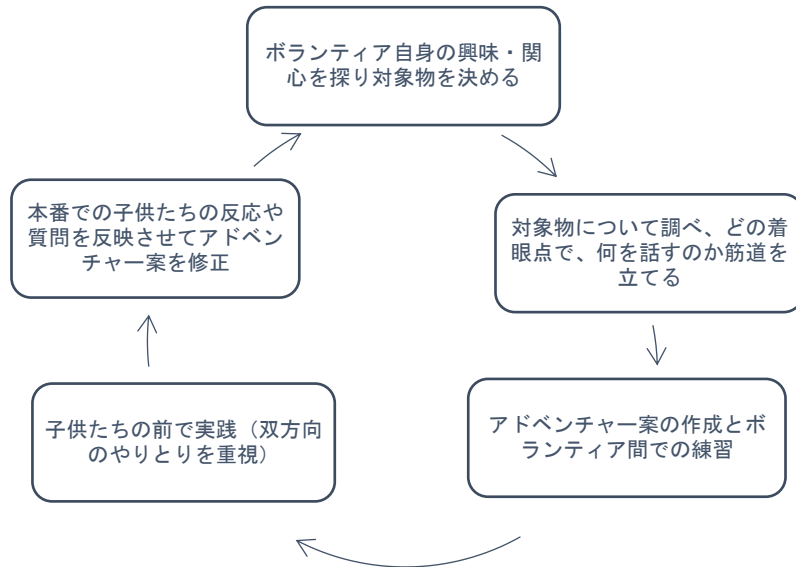 ボランティア自身の興味・関
心を探り対象物を決める
対象物について調べ、どの着
眼点で、何を話すのか筋道を
立てる
アドベンチャー案の作成とボ
ランティア間での練習
子供たちの前で実践（双方向
のやりとりを重視）
本番での子供たちの反応や
質問を反映させてアドベン
チャー案を修正